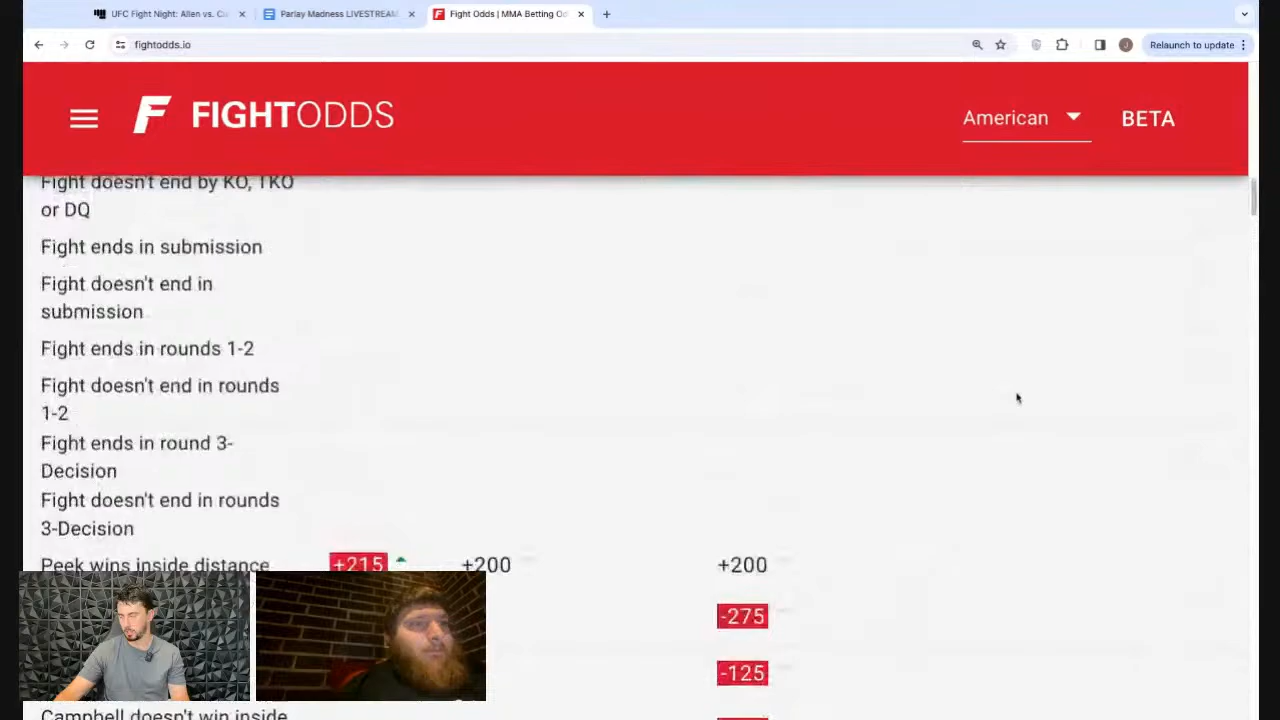 UFC Fight Night: Allen vs. Cu
Parlay Madness LIVESTREAM
Fight Odds | MMA Betting Od
fightodds.io
Relaunch to update
FIGHTODDS
American
BETA
Fight doesn't end by KO, TKO
or DQ
Fight ends in submission
Fight doesn't end in
submission
Fight ends in rounds 1-2
Fight doesn't end in rounds
1-2
Fight ends in round 3-
Decision
Fight doesn't end in rounds
3-Decision
Peek wins inside distance +215 +200 +200
-275
-125
Campbell doesn't win inside